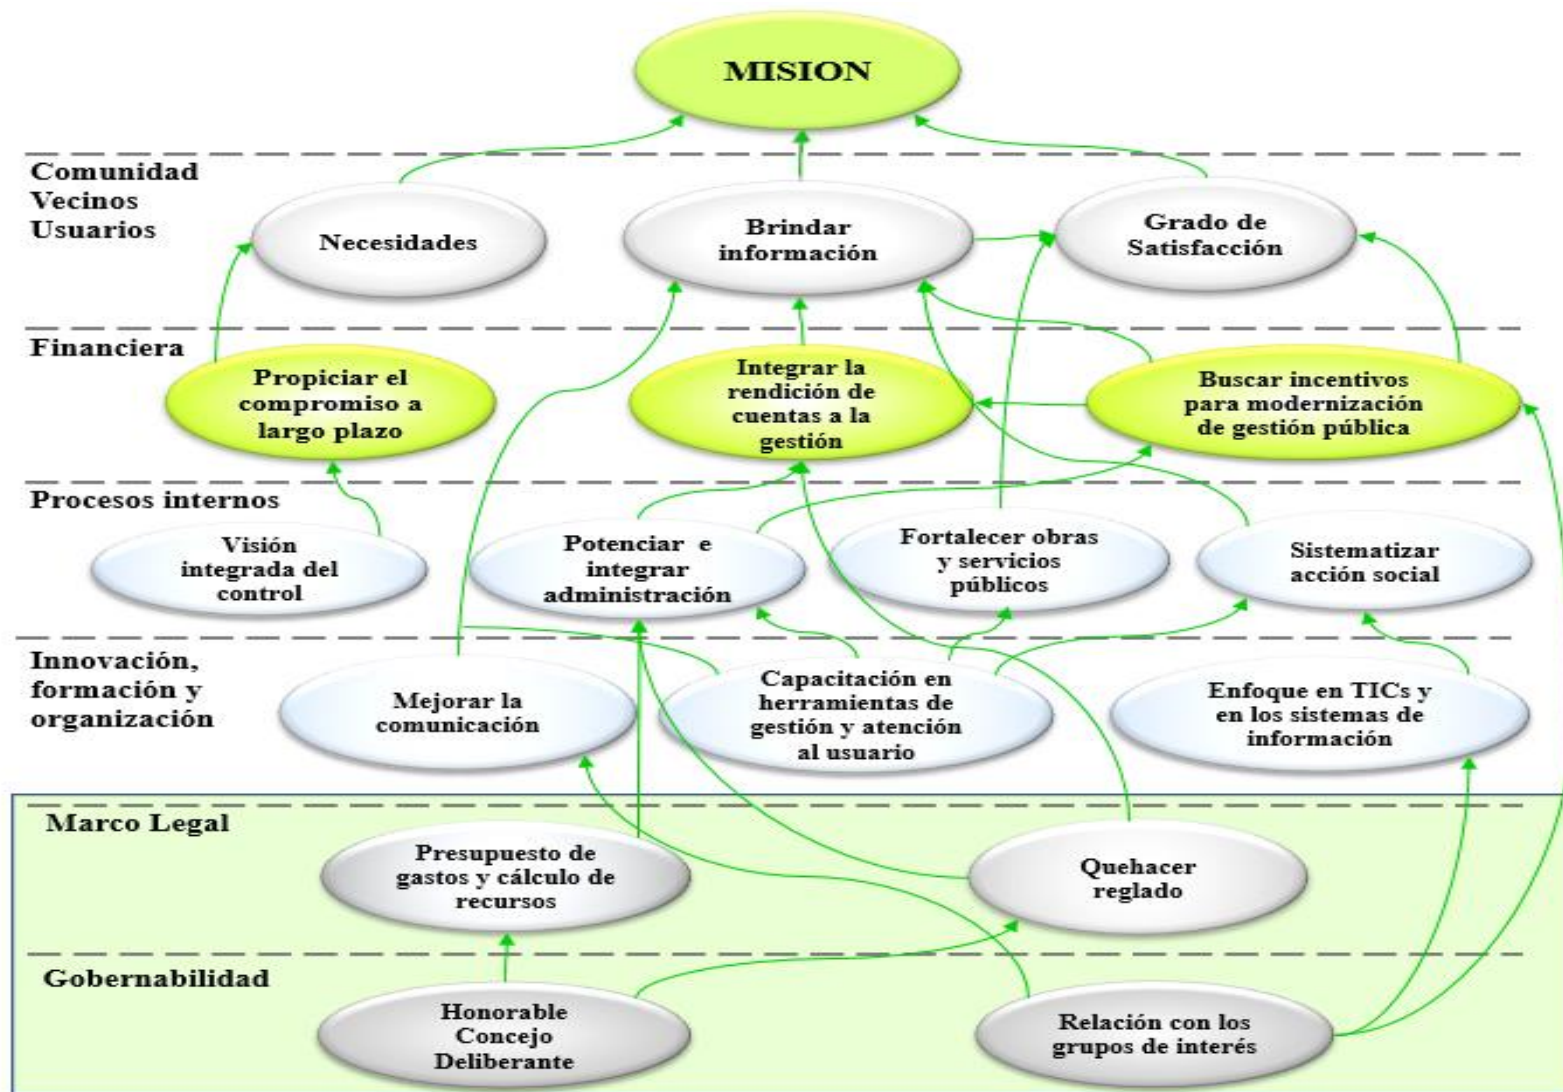 MISION
Comunidad
Vecinos
Usuarios
Necesidades
Brindar
información
Grado de
Satisfacción
Financiera
Propiciar el
compromiso a
largo plazo
Integrar la
rendición de
cuentas a la
gestión
Buscar incentivos
para modernización
de gestión pública
Procesos internos
Visión
integrada del
control
Potenciar e
integrar
administración
Fortalecer obras
y servicios
públicos
Sistematizar
acción social
Innovación,
formación y
organización
Mejorar la
comunicación
Capacitación en
herramientas de
gestión y atención
al usuario
Enfoque en TICs y
en los sistemas de
información
Marco Legal
Presupuesto de
gastos y cálculo de
recursos
Quehacer
reglado
Gobernabilidad
Honorable
Concejo
Deliberante
Relación con los
grupos de interés